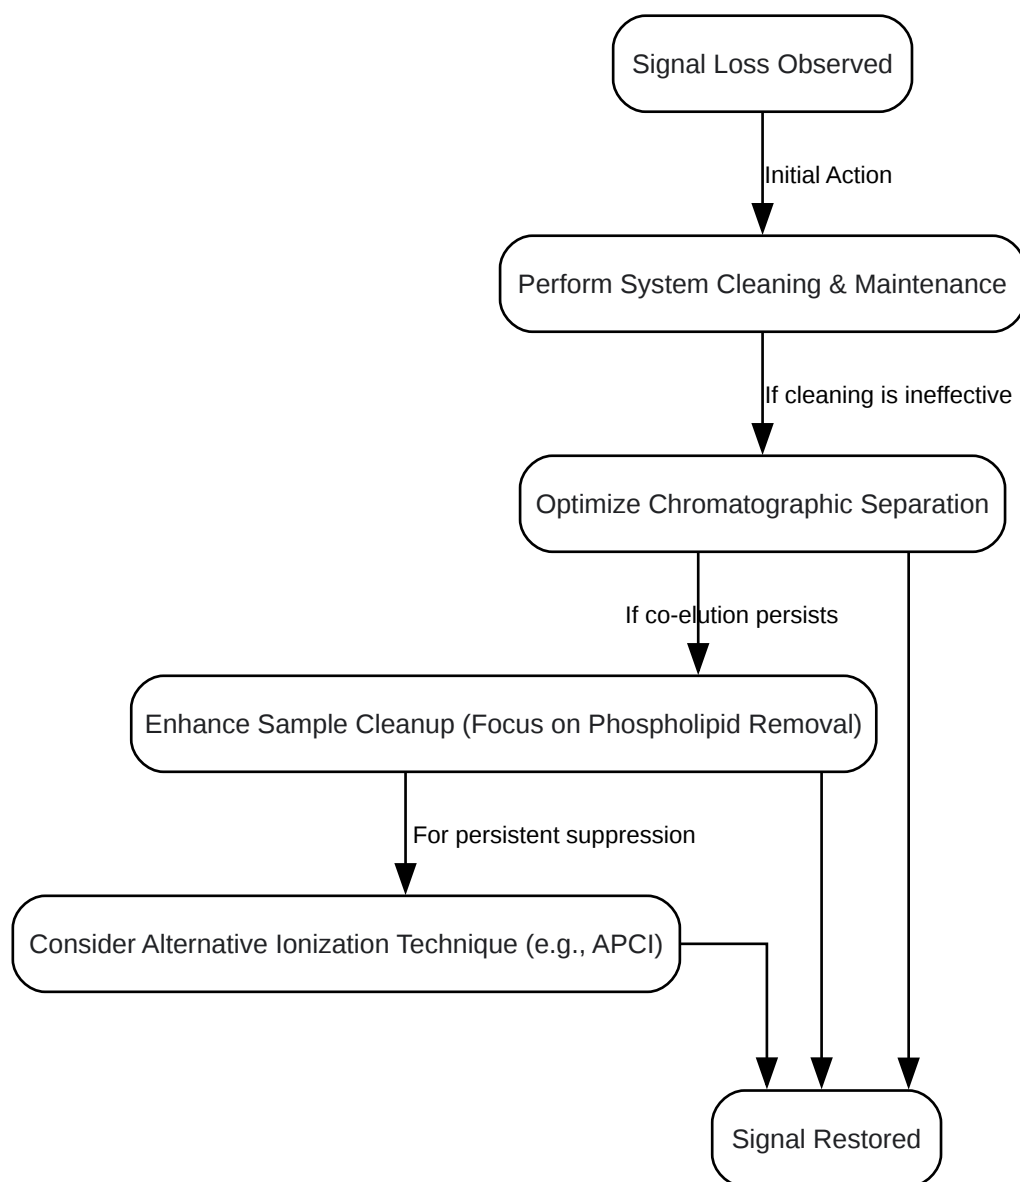 Signal Loss Observed
Initial Action
Perform System Cleaning & Maintenance
If cleaning is ineffective
Optimize Chromatographic Separation
If co-elution persists
Enhance Sample Cleanup (Focus on Phospholipid Removal)
For persistent suppression
Consider Alternative Ionization Technique (e.g., APCI)
Signal Restored